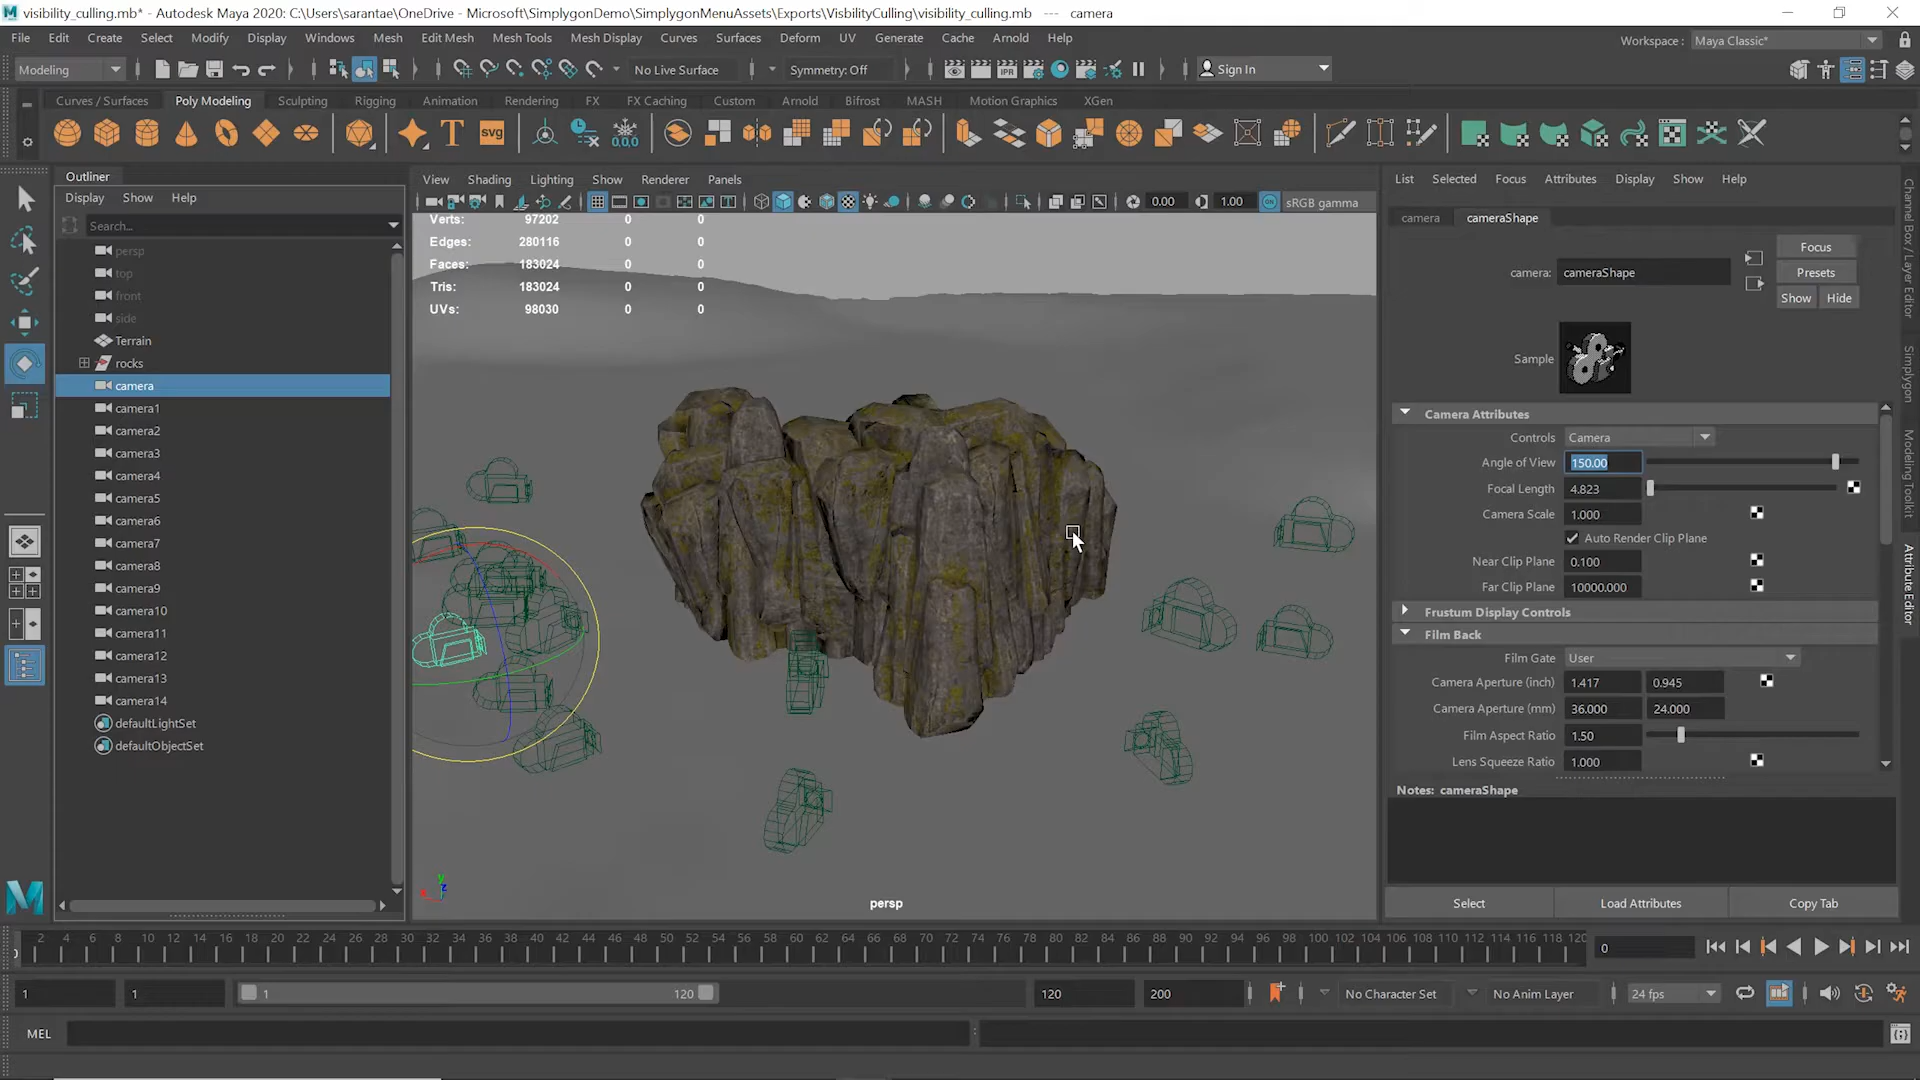 visibility_culling.mb* - Autodesk Maya 2020: C:\Users\sarantae\OneDrive - Microsoft\SimplygonDemo\SimplygonMenuAssets\Exports\VisbilityCulling\visibility_culling.mb --- camera
File Edit Create Select Modify Display Windows Mesh Edit Mesh Mesh Tools Mesh Display Curves Surfaces Deform UV Generate Cache Arnold Help
Workspace: Maya Classic*
Modeling No Live Surface Symmetry: Off IPR Sign In
Curves / Surfaces Poly Modeling Sculpting Rigging Animation Rendering FX FX Caching Custom Arnold Bifrost MASH Motion Graphics XGen
T svg 0,0,0
Outliner
Display Show Help
Search...
persp
top
front
side
Terrain
rocks
camera
camera1
camera2
camera3
camera4
camera5
camera6
camera7
camera8
camera9
camera10
camera11
camera12
camera13
camera14
defaultLightSet
defaultObjectSet
View Shading Lighting Show Renderer Panels
0.00 1.00 sRGB gamma
Verts: 97202 0 0
Edges: 280116 0 0
Faces: 183024 0 0
Tris: 183024 0 0
UVs: 98030 0 0
persp
List Selected Focus Attributes Display Show Help
camera cameraShape
camera: cameraShape
Focus
Presets
Show Hide
Sample
Camera Attributes
Controls Camera
Angle of View 150.00
Focal Length 4.823
Camera Scale 1.000
Auto Render Clip Plane
Near Clip Plane 0.100
Far Clip Plane 10000.000
Frustum Display Controls
Film Back
Film Gate User
Camera Aperture (inch) 1.417 0.945
Camera Aperture (mm) 36.000 24.000
Film Aspect Ratio 1.50
Lens Squeeze Ratio 1.000
Notes: cameraShape
Select Load Attributes Copy Tab
Channel Box / Layer Editor
Simplygon
Modeling Toolkit
Attribute Editor
2 4 6 8 10 12 14 16 18 20 22 24 26 28 30 32 34 36 38 40 42 44 46 48 50 52 54 56 58 60 62 64 66 68 70 72 74 76 78 80 82 84 86 88 90 92 94 96 98 100 102 104 106 108 110 112 114 116 118 120
0
1 1 1 120 120 200 No Character Set No Anim Layer 24 fps
MEL